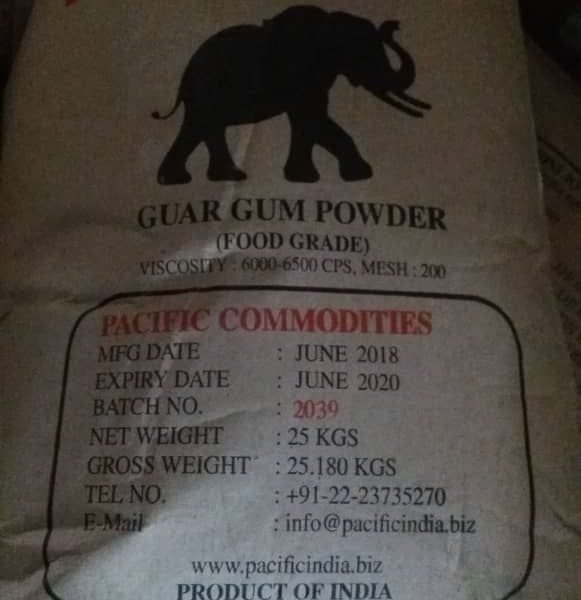 GUAR GUM POWDER
(FOOD GRADE)
VISCOSITY : 6000-6500 CPS, MESH : 200
PACIFIC COMMODITIES
MFG DATE : JUNE 2018
EXPIRY DATE : JUNE 2020
BATCH NO. : 2039
NET WEIGHT : 25 KGS
GROSS WEIGHT : 25.180 KGS
TEL NO. : +91-22-23735270
E-Mail : info@pacificindia.biz
www.pacificindia.biz
PRODUCT OF INDIA